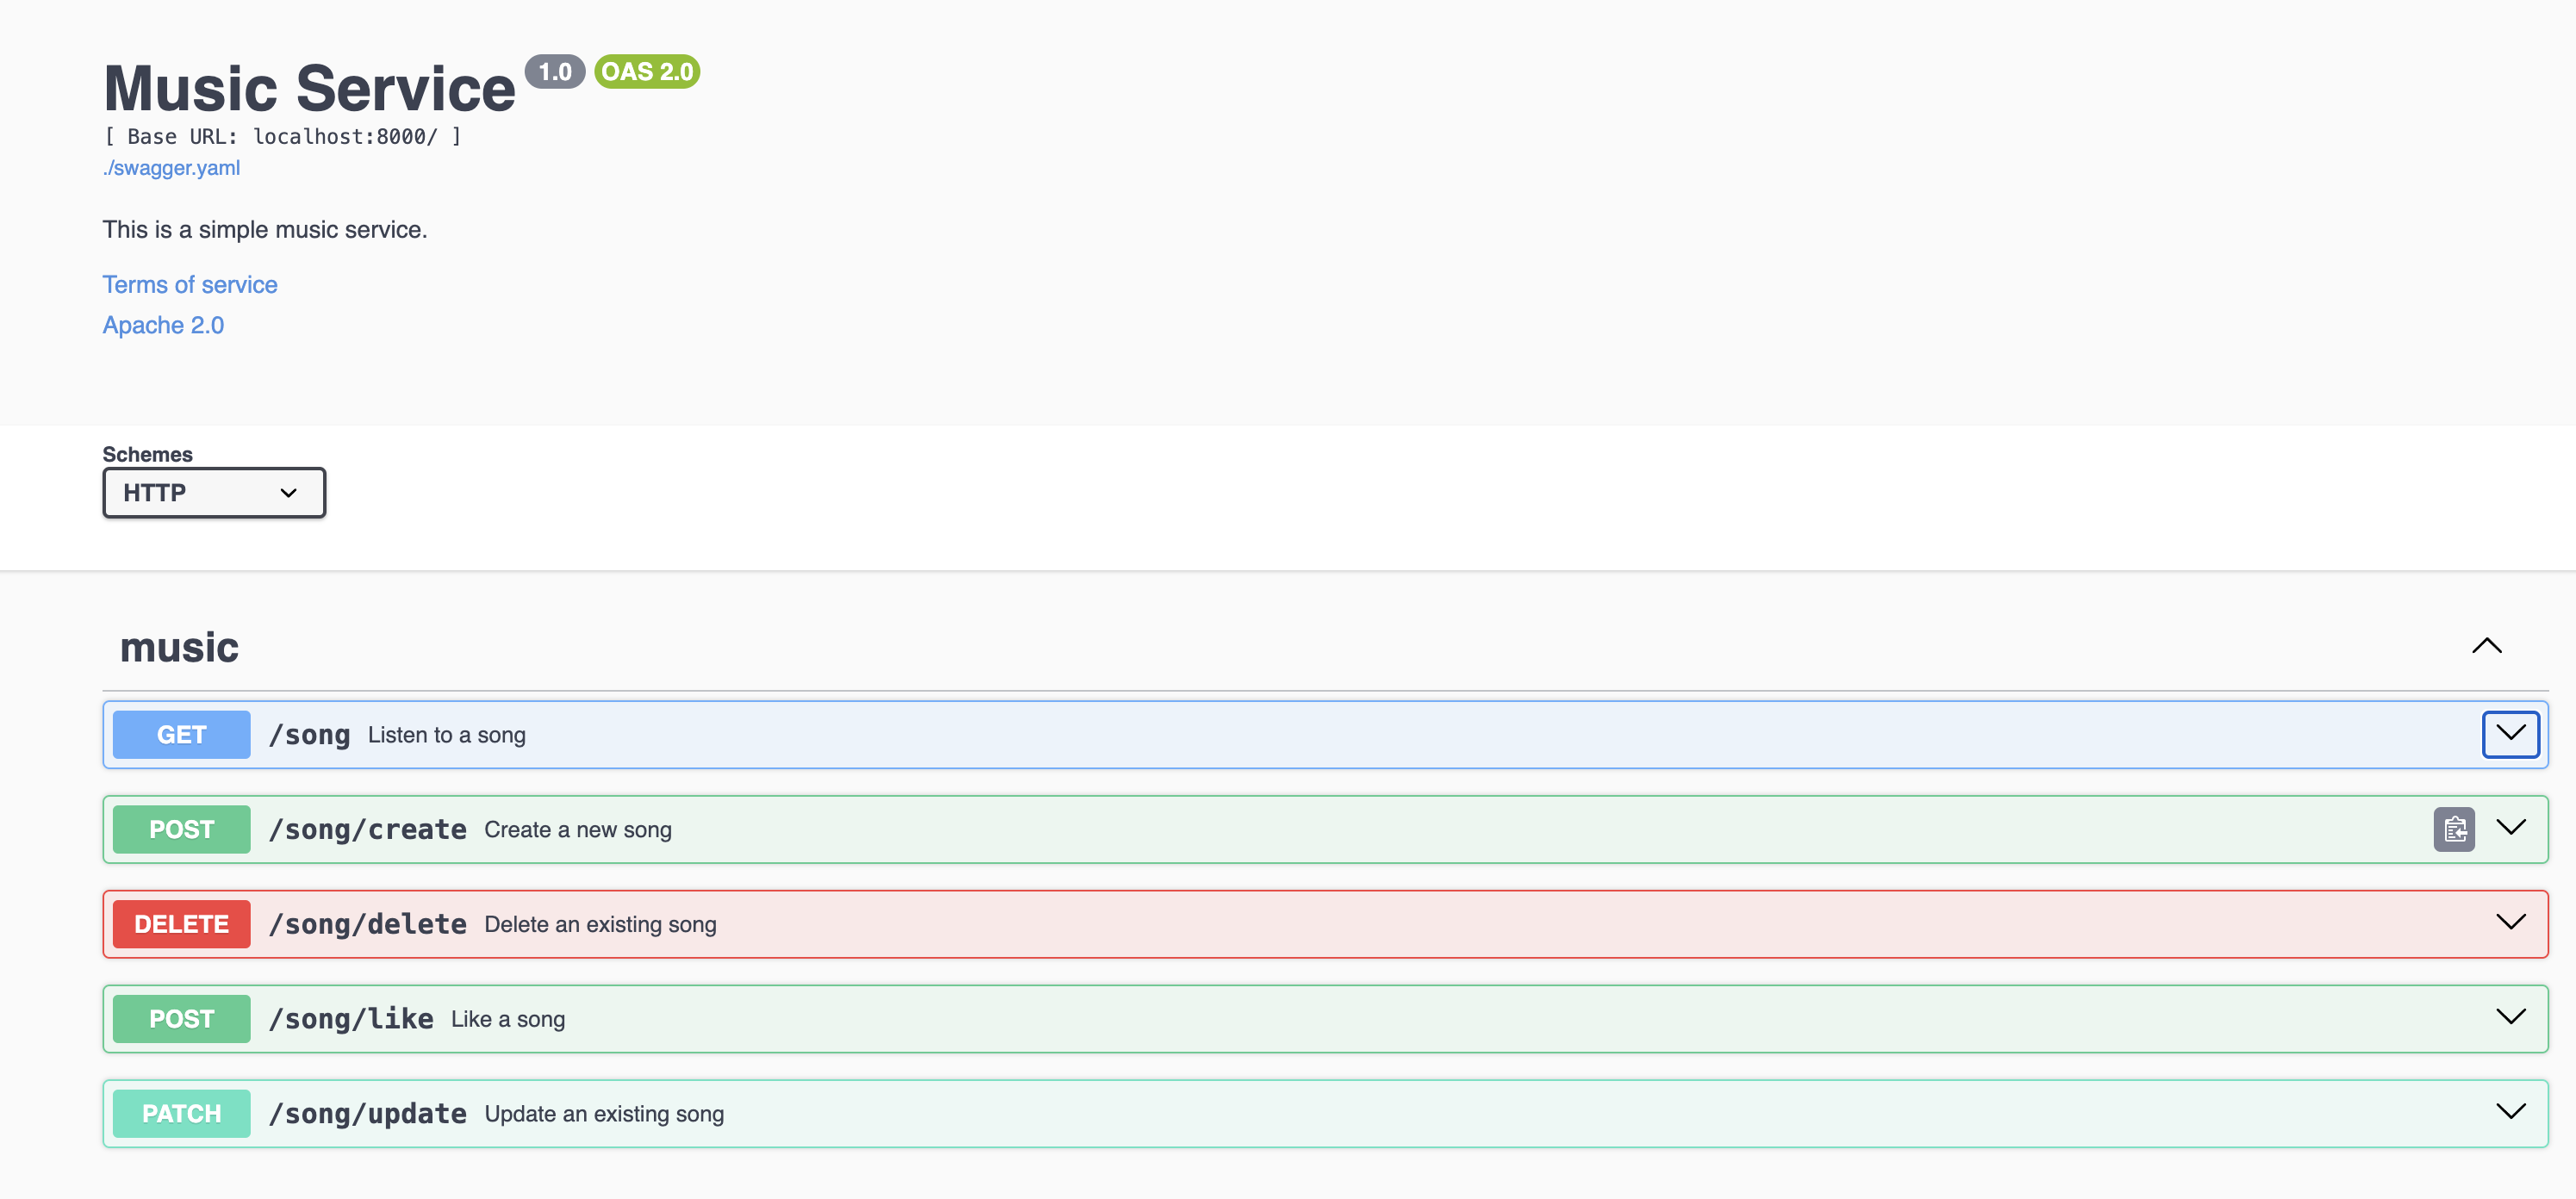 Music Service 1.0 OAS 2.0
[ Base URL: localhost:8000/ ]
./swagger.yaml
This is a simple music service.
Terms of service
Apache 2.0
Schemes
HTTP
music
GET /song Listen to a song
POST /song/create Create a new song
DELETE /song/delete Delete an existing song
POST /song/like Like a song
PATCH /song/update Update an existing song